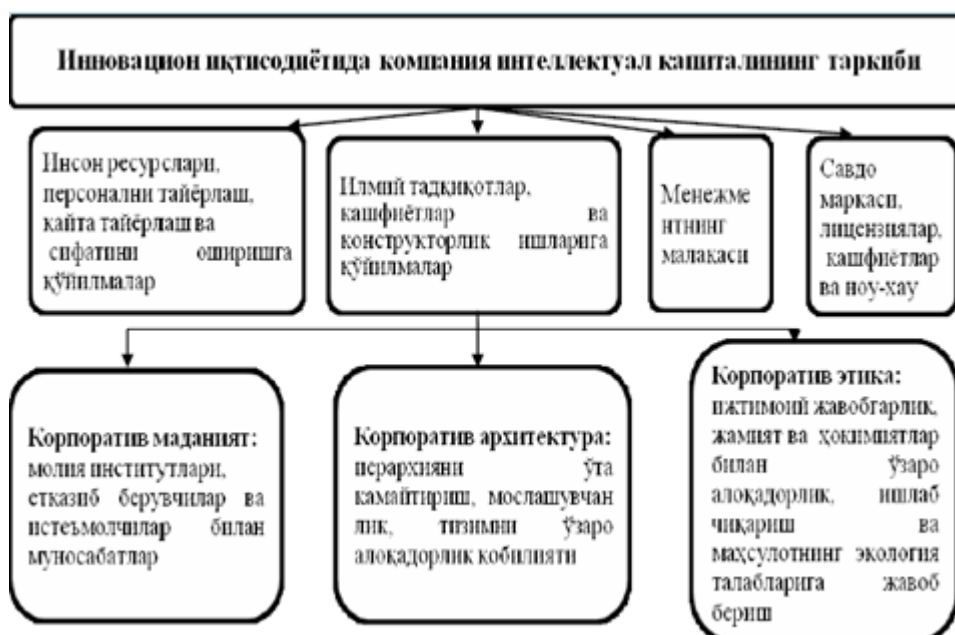 Инновацион иқтисодиётида компания интеллектуал капиталининг таркиби
Инсон ресурслари,
персонални тайёрлаш,
қайта тайёрлаш ва
сифатини оширишга
қўйилмалар
Илмий тадқиқотлар,
кашфиётлар ва
конструкторлик ишларига
қўйилмалар
Менежме
нтнинг
малакаси
Савдо
маркаси,
лицензиялар,
кашфиётлар
ва ноу-хау
Корпоратив маданият:
молия институтлари,
етказиб берувчилар ва
истеъмолчилар билан
муносабатлар
Корпоратив архитектура:
иерархияни ўта
камайтириш, мослашувчан
лик, тизимни ўзаро
алоқадорлик кобилияти
Корпоратив этика:
ижтимоий жавобгарлик,
жамият ва ҳокимиятлар
билан ўзаро
алоқадорлик, ишлаб
чиқариш ва
маҳсулотнинг экология
талабларига жавоб
бериш